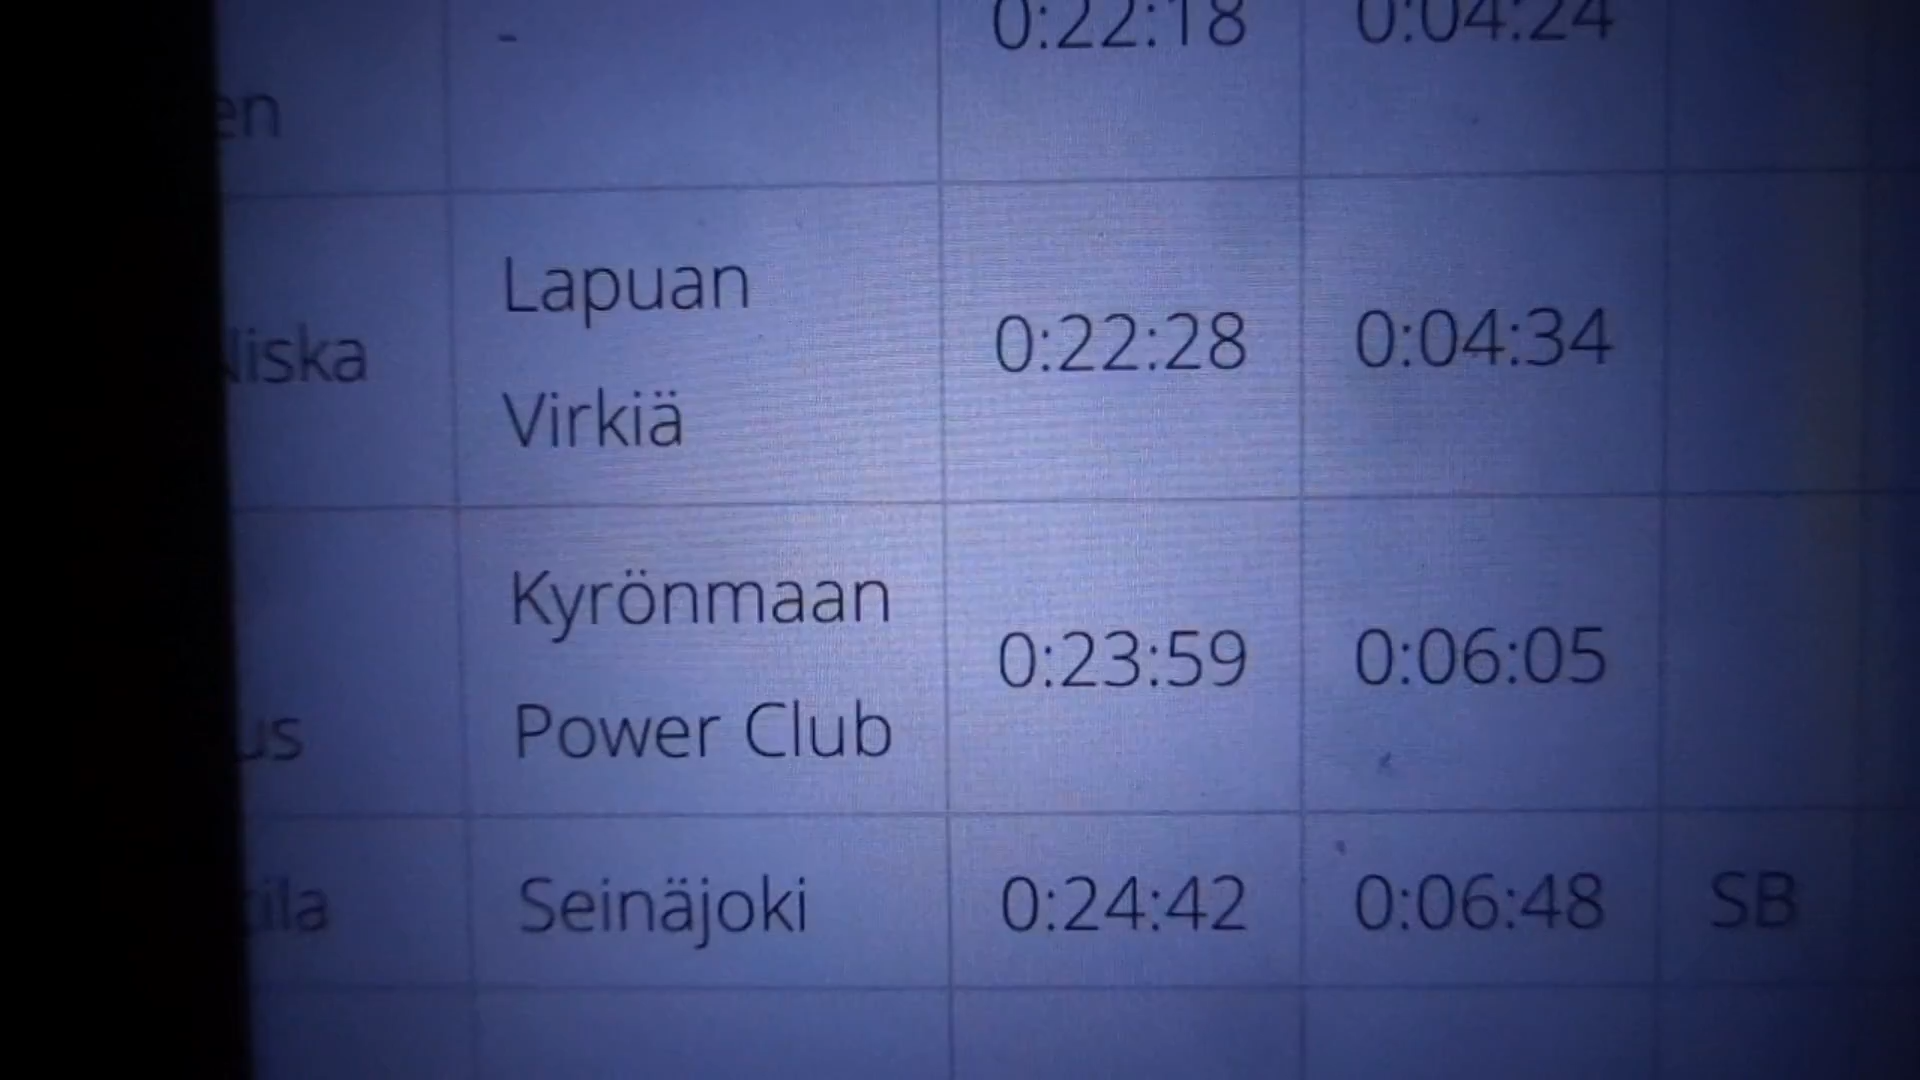 - 0:22:18 0:04:24
Lapuan
Virkiä
0:22:28 0:04:34
Kyrönmaan
Power Club
0:23:59 0:06:05
Seinäjoki 0:24:42 0:06:48 SB